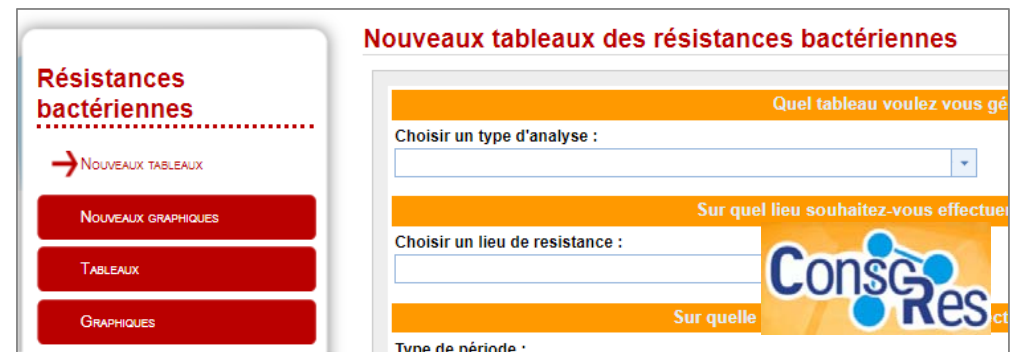 Résistances
bactériennes
NOUVEAUX TABLEAUX
NOUVEAUX GRAPHIQUES
TABLEAUX
GRAPHIQUES
Nouveaux tableaux des résistances bactériennes
Quel tableau voulez vous gé
Choisir un type d'analyse :
Sur quel lieu souhaitez-vous effectuer
Choisir un lieu de resistance :
ConsoRes
Sur quelle
ct
Type de période :